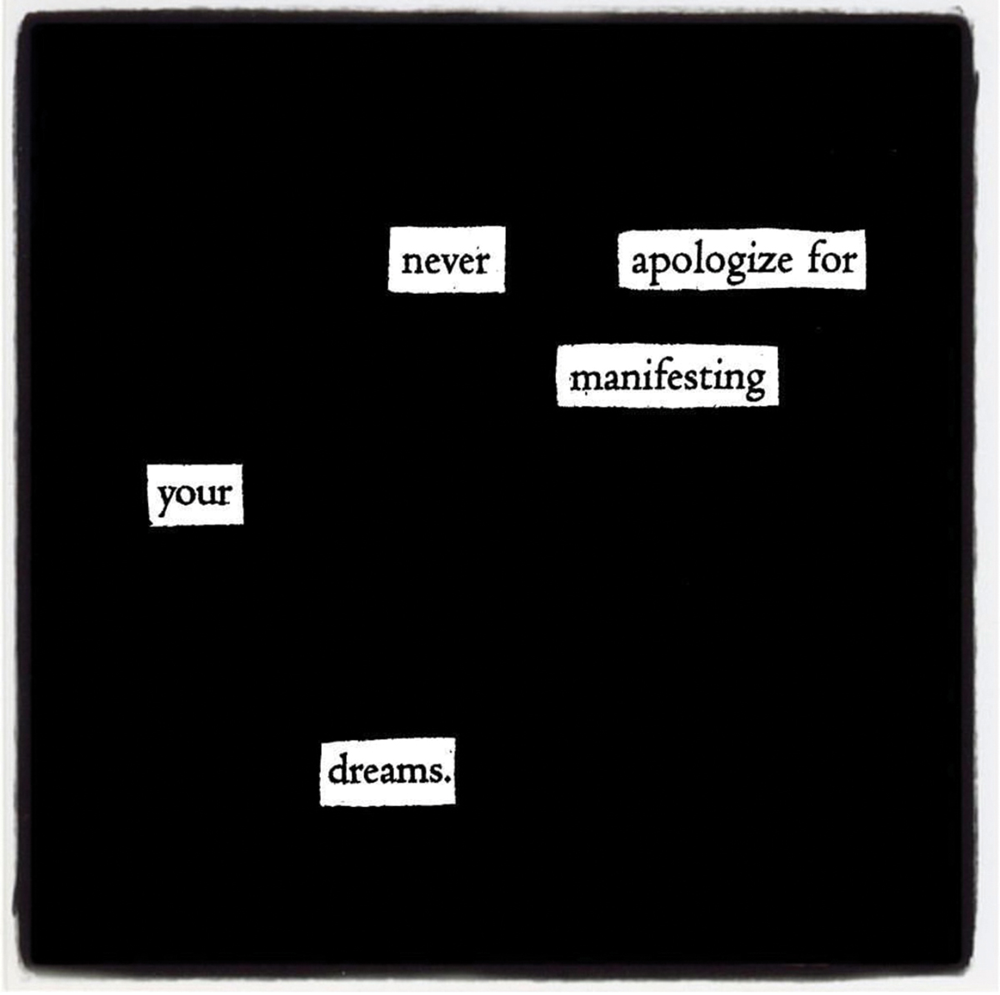 never apologize for
manifesting
your
dreams.